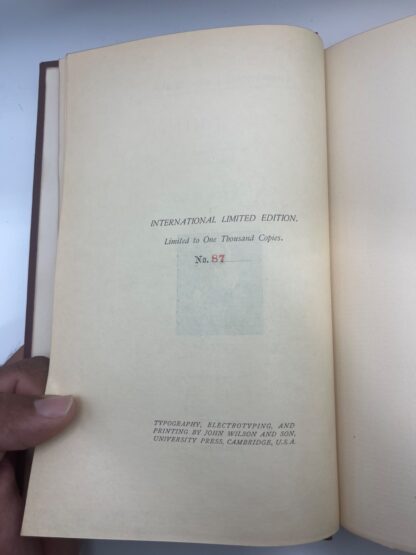 INTERNATIONAL LIMITED EDITION.
Limited to One Thousand Copies.
No. 87
TYPOGRAPHY, ELECTROTYPING, AND
PRINTING BY JOHN WILSON AND SON,
UNIVERSITY PRESS, CAMBRIDGE, U.S.A.